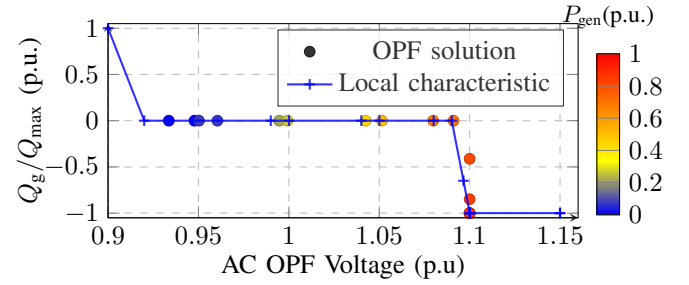 P_gen(p.u.)
1
0.5
0
−0.5
−1
Q_g/Q_max (p.u.)
OPF solution
Local characteristic
1
0.8
0.6
0.4
0.2
0
0.9 0.95 1 1.05 1.1 1.15
AC OPF Voltage (p.u)